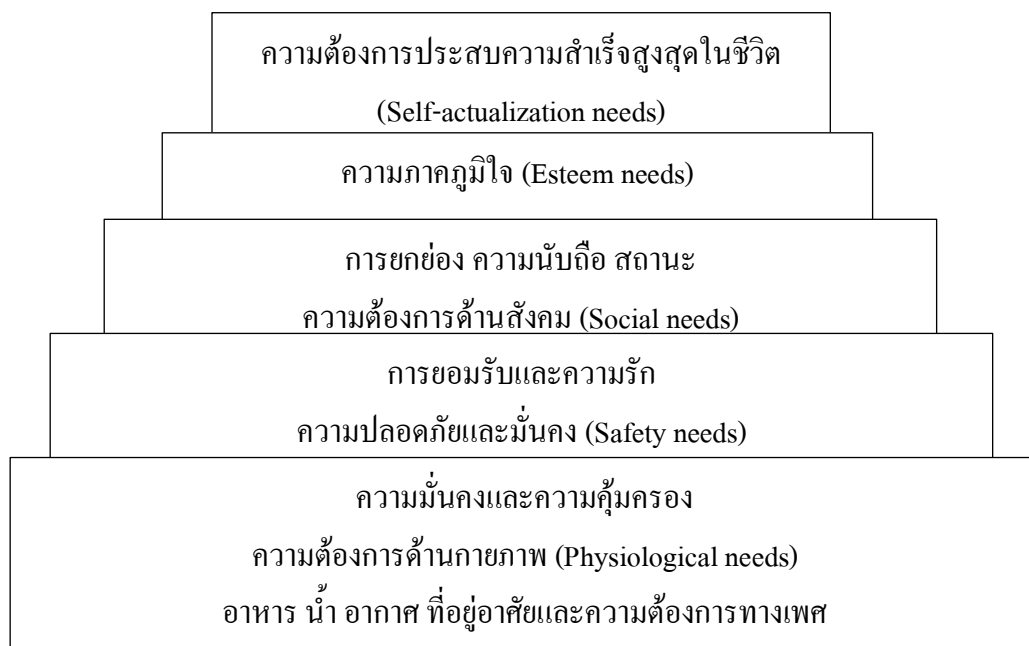 ความต้องการประสบความสำเร็จสูงสุดในชีวิต
(Self-actualization needs)
ความภาคภูมิใจ (Esteem needs)
การยกย่อง ความนับถือ สถานะ
ความต้องการด้านสังคม (Social needs)
การยอมรับและความรัก
ความปลอดภัยและมั่นคง (Safety needs)
ความมั่นคงและความคุ้มครอง
ความต้องการด้านกายภาพ (Physiological needs)
อาหาร น้ำ อากาศ ที่อยู่อาศัยและความต้องการทางเพศ